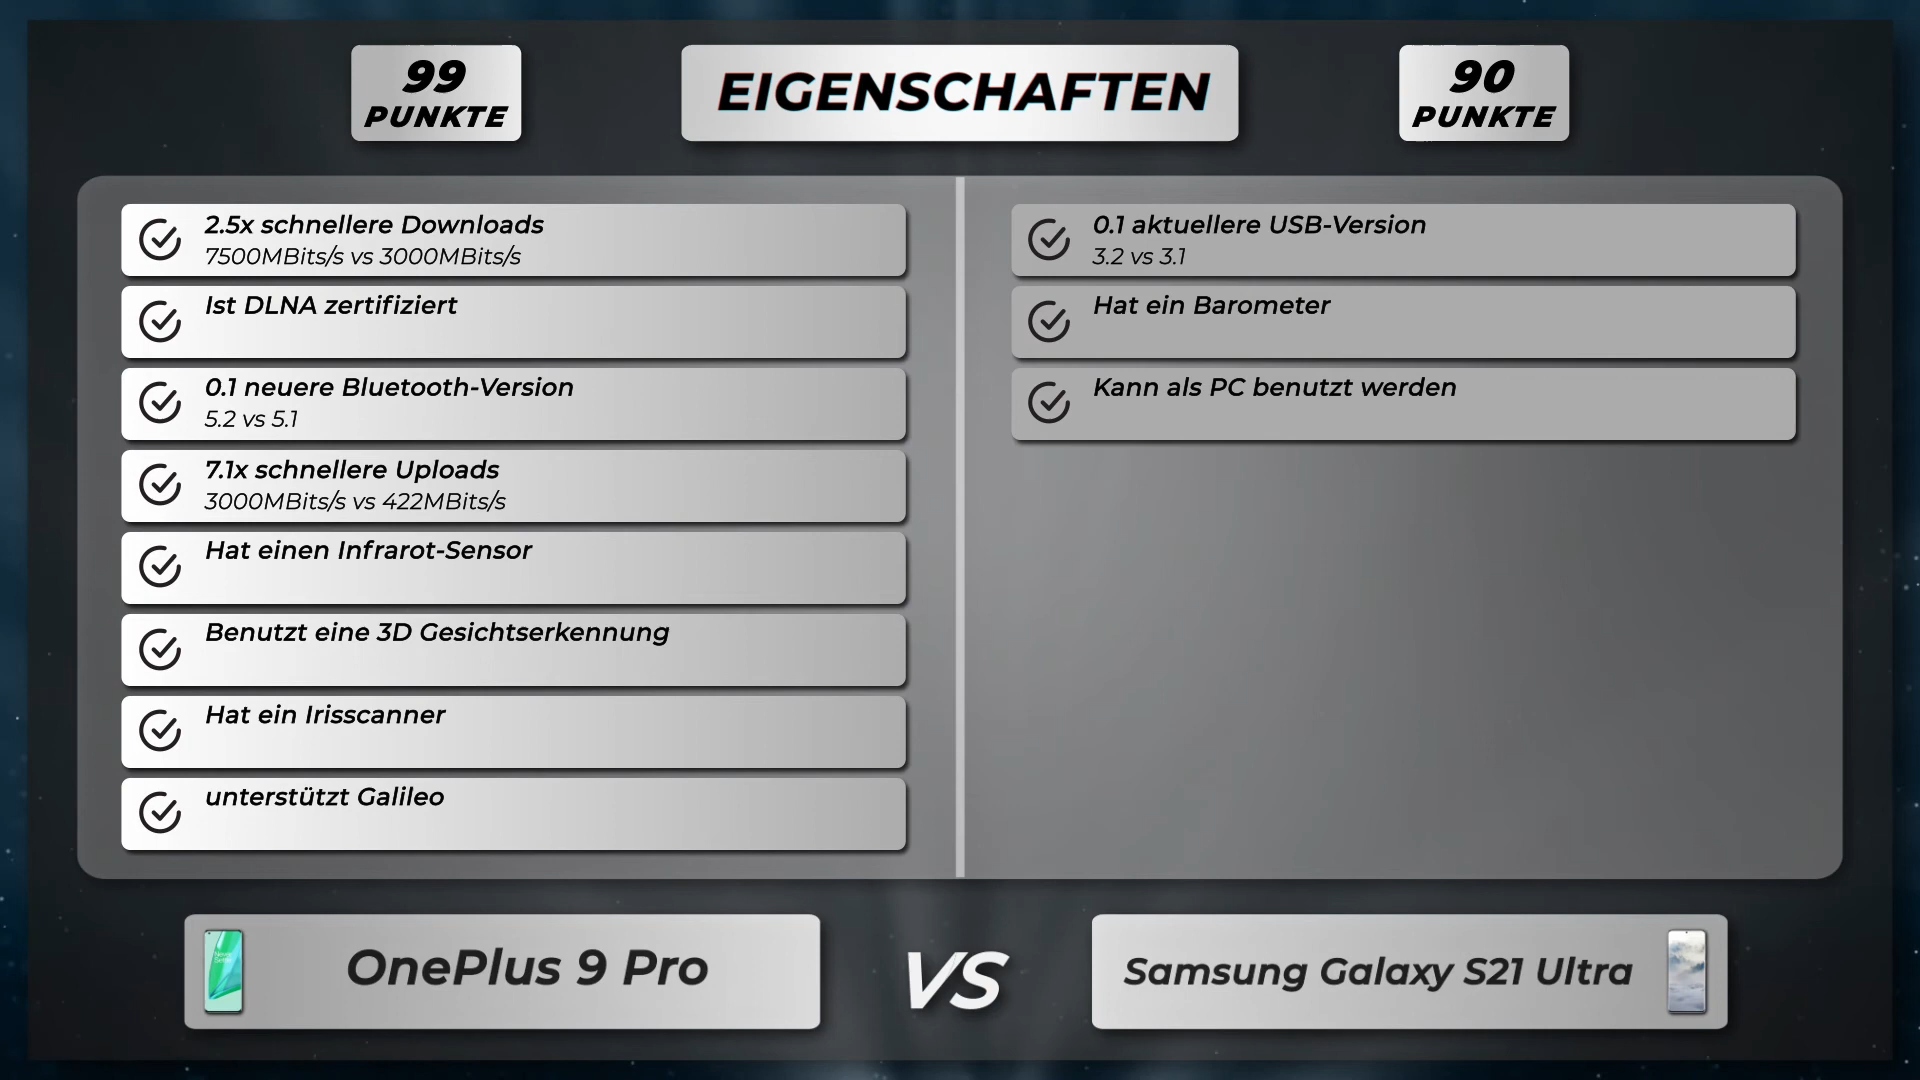 99
PUNKTE
EIGENSCHAFTEN
90
PUNKTE
2.5x schnellere Downloads
7500MBits/s vs 3000MBits/s
Ist DLNA zertifiziert
0.1 neuere Bluetooth-Version
5.2 vs 5.1
7.1x schnellere Uploads
3000MBits/s vs 422MBits/s
Hat einen Infrarot-Sensor
Benutzt eine 3D Gesichtserkennung
Hat ein Irisscanner
unterstützt Galileo
0.1 aktuellere USB-Version
3.2 vs 3.1
Hat ein Barometer
Kann als PC benutzt werden
OnePlus 9 Pro
VS
Samsung Galaxy S21 Ultra